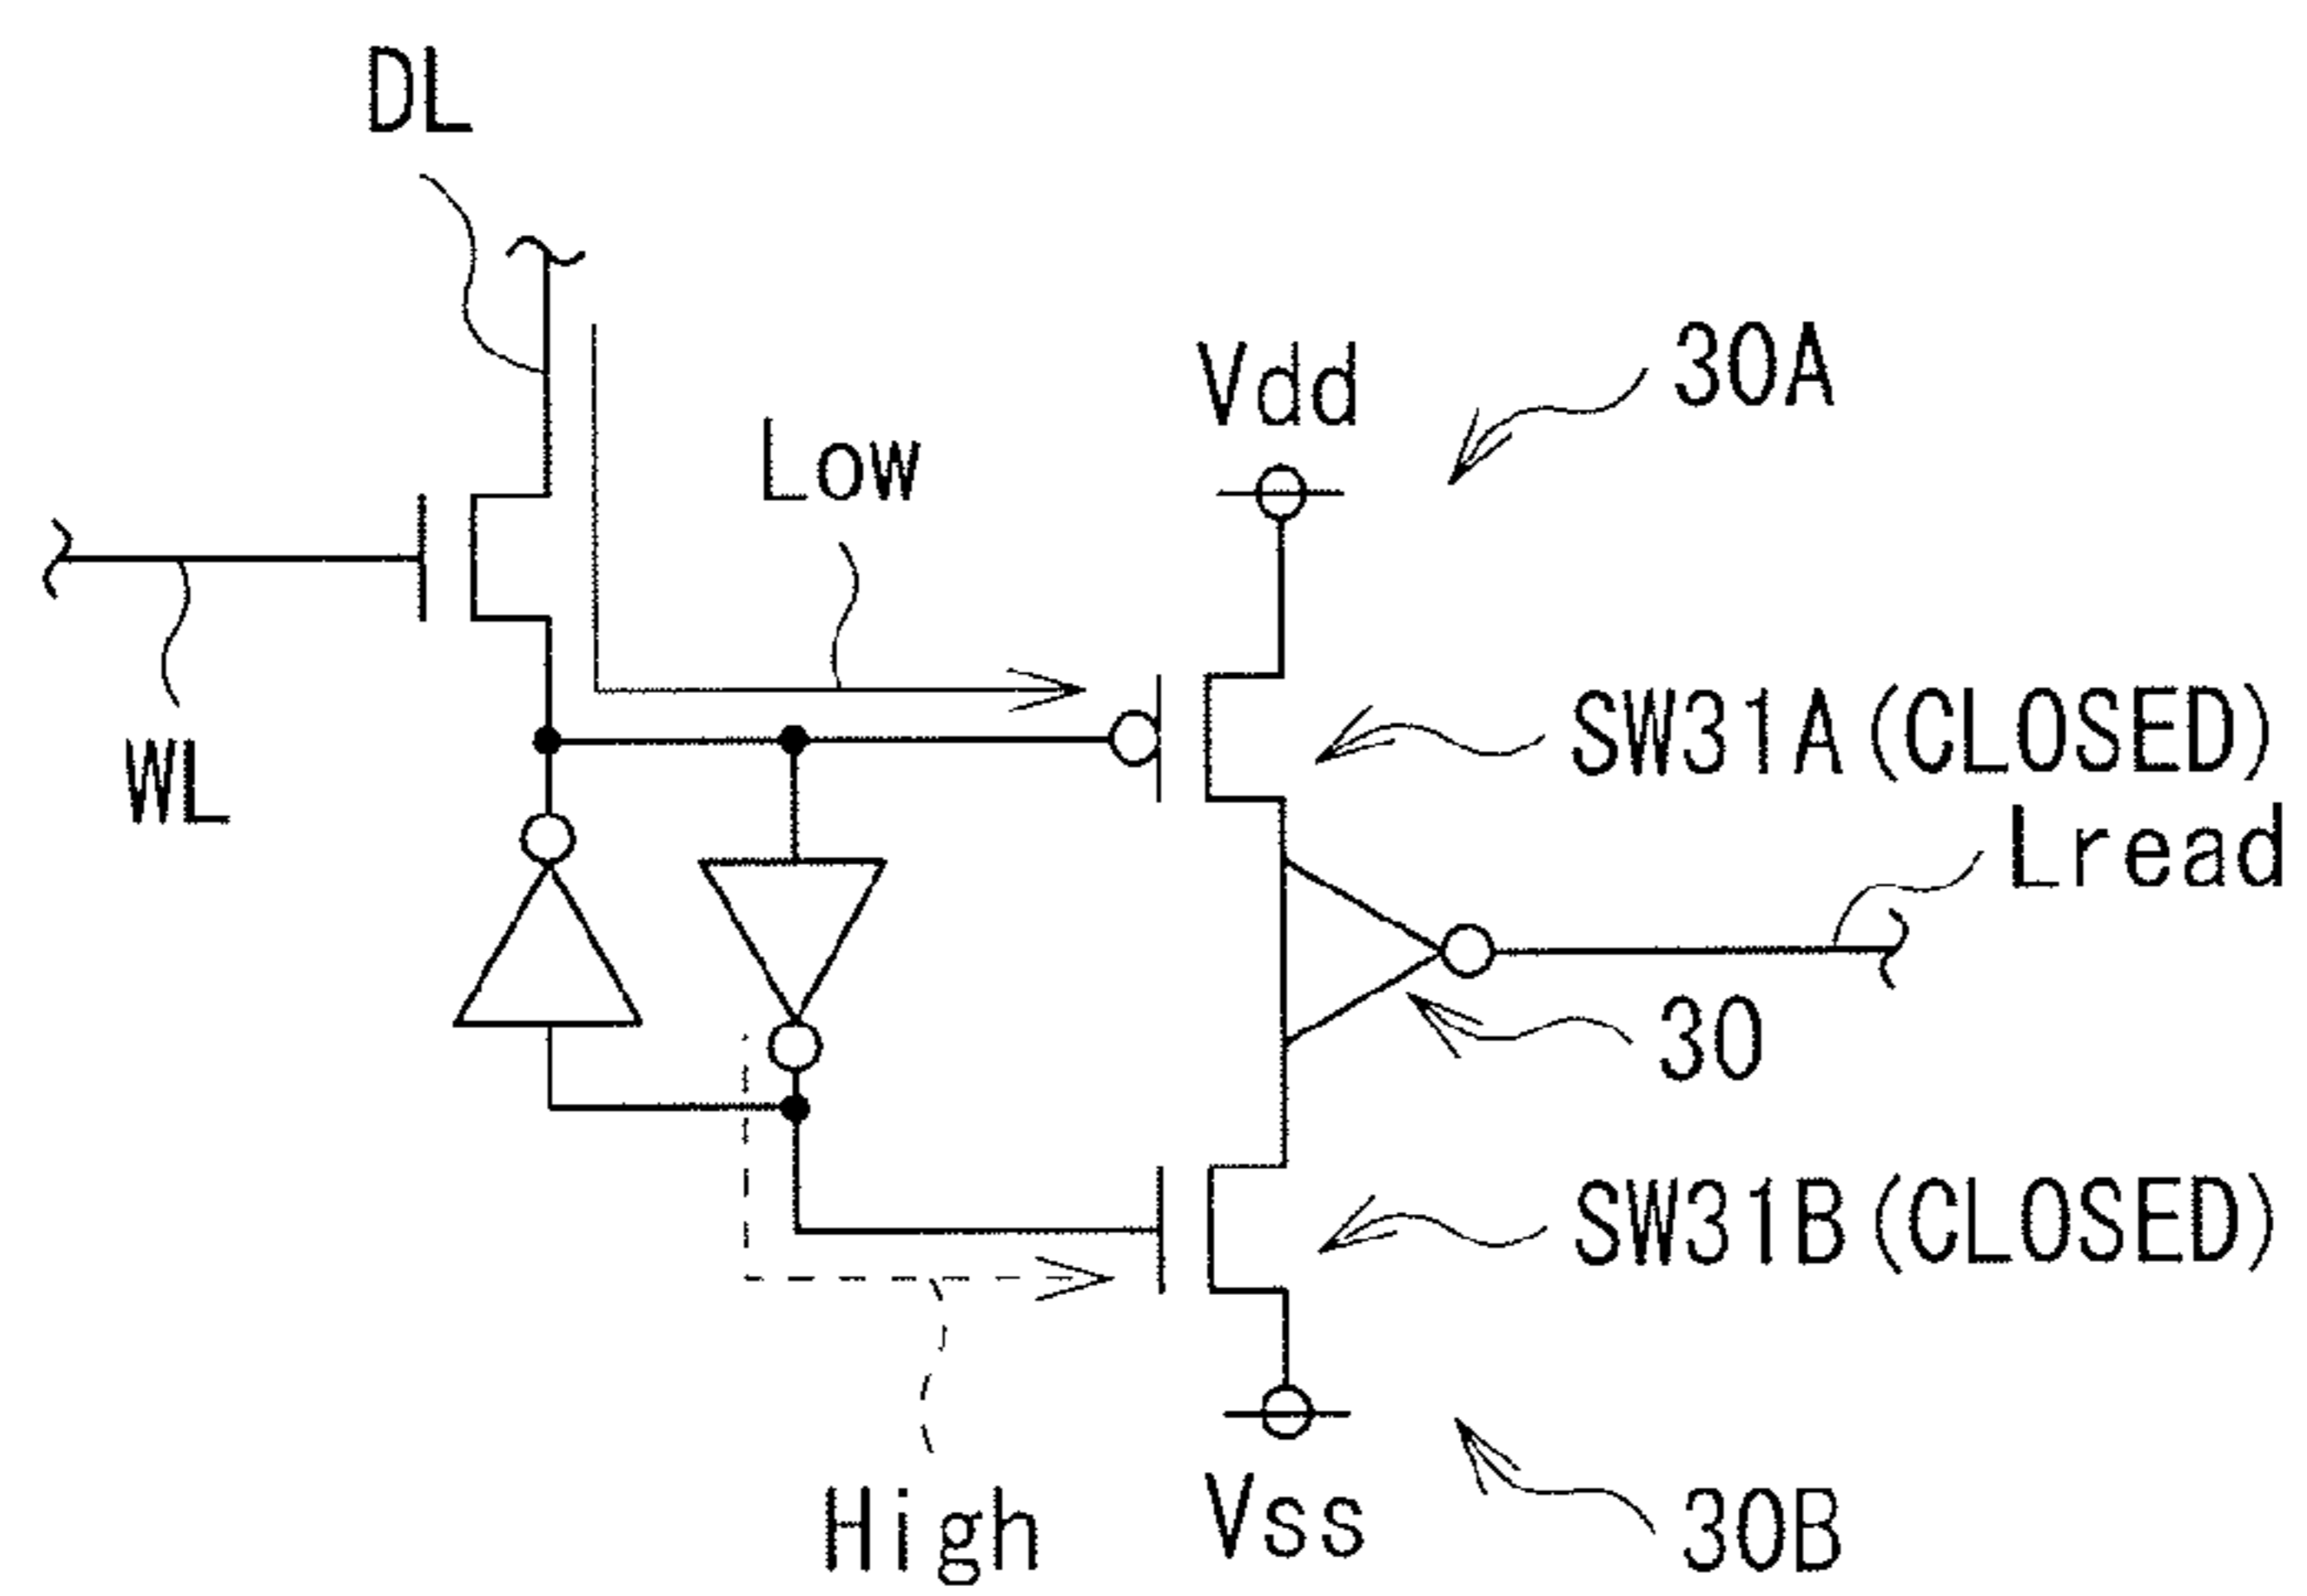 DL
Low
Vdd
30A
SW31A(CLOSED)
WL
Lread
30
SW31B(CLOSED)
High
Vss
30B